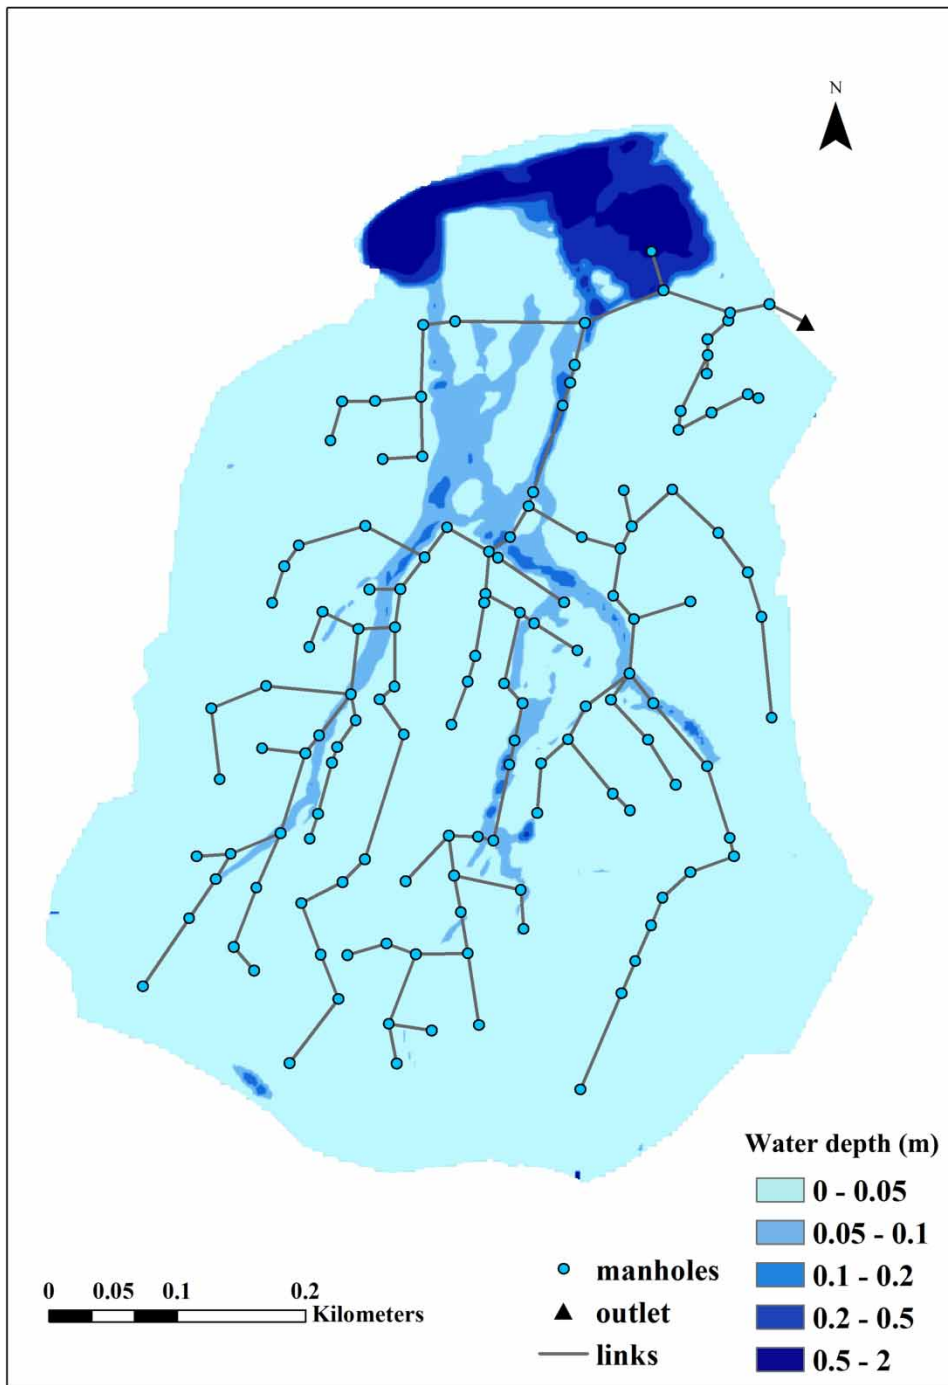 N
Water depth (m)
0 - 0.05
0.05 - 0.1
0.1 - 0.2
0.2 - 0.5
0.5 - 2
manholes
outlet
links
0 0.05 0.1 0.2
Kilometers